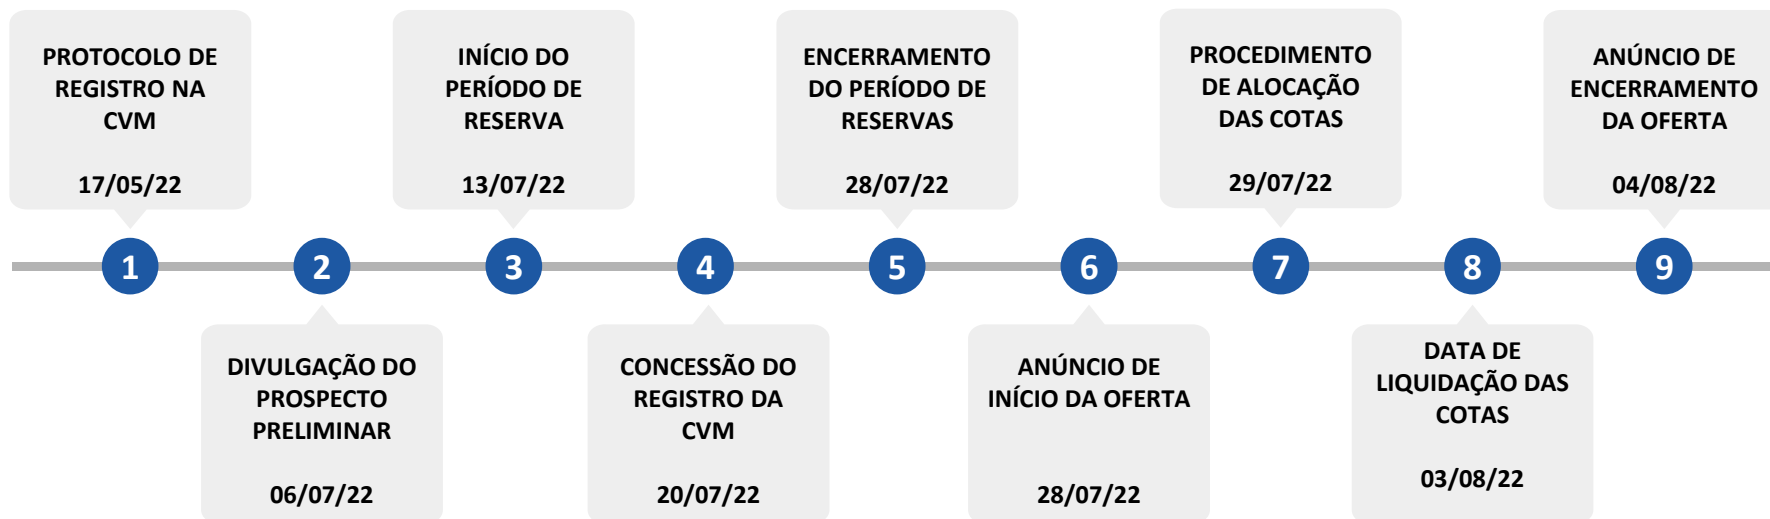 PROTOCOLO DE
REGISTRO NA
CVM
17/05/22
INÍCIO DO
PERÍODO DE
RESERVA
13/07/22
ENCERRAMENTO
DO PERÍODO DE
RESERVAS
28/07/22
PROCEDIMENTO
DE ALOCAÇÃO
DAS COTAS
29/07/22
ANÚNCIO DE
ENCERRAMENTO
DA OFERTA
04/08/22
1
2
3
4
5
6
7
8
9
DIVULGAÇÃO DO
PROSPECTO
PRELIMINAR
06/07/22
CONCESSÃO DO
REGISTRO DA
CVM
20/07/22
ANÚNCIO DE
INÍCIO DA OFERTA
28/07/22
DATA DE
LIQUIDAÇÃO DAS
COTAS
03/08/22